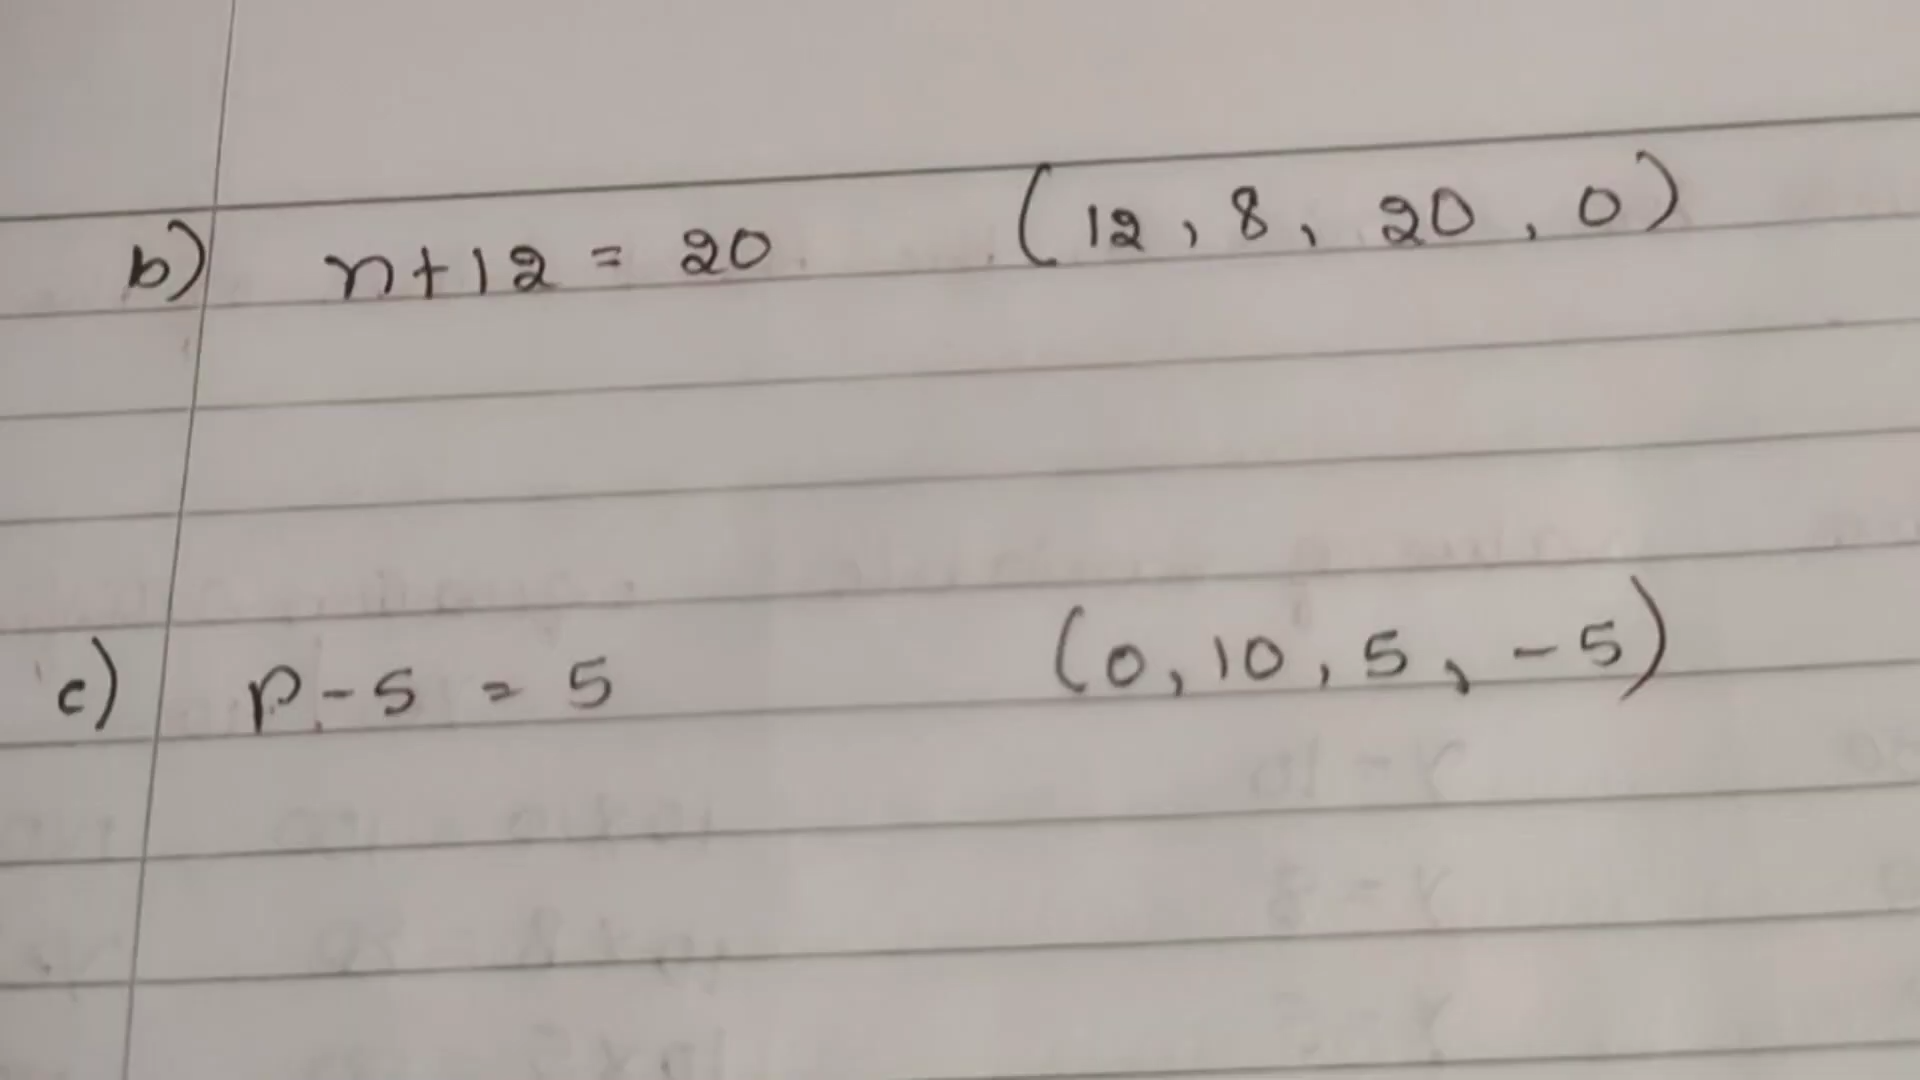 b) n+12 = 20 (12, 8, 20, 0)
c) p-5 = 5 (0, 10, 5, -5)